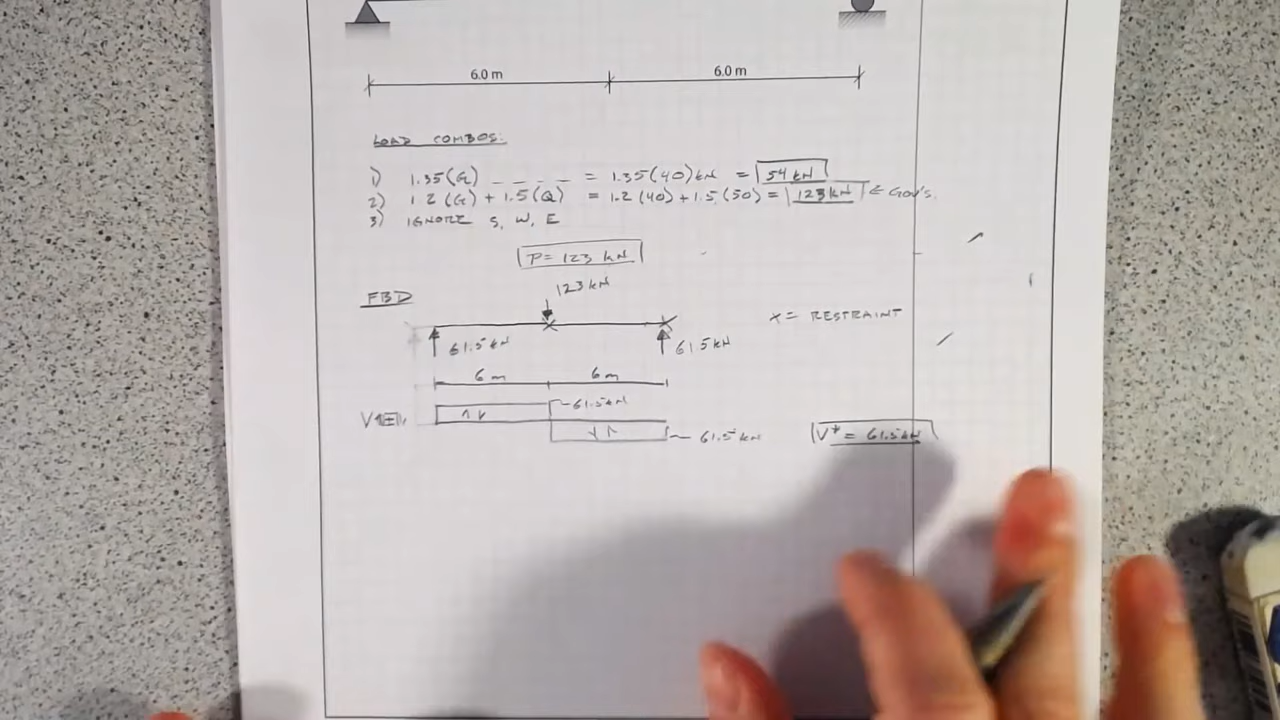 6.0 m 6.0 m
LOAD COMBOS:
1) 1.35(G) _ _ _ _ = 1.35(40) kN = 54 kN
2) 1.2(G) + 1.5(Q) = 1.2(40) + 1.5(50) = 123 kN ← GOV'S.
3) IGNORE S, W, E
P = 123 kN
123 kN
FBD
X = RESTRAINT
61.5 kN 61.5 kN
6 m 6 m
61.5 kN
V
61.5 kN V* = 61.5 kN